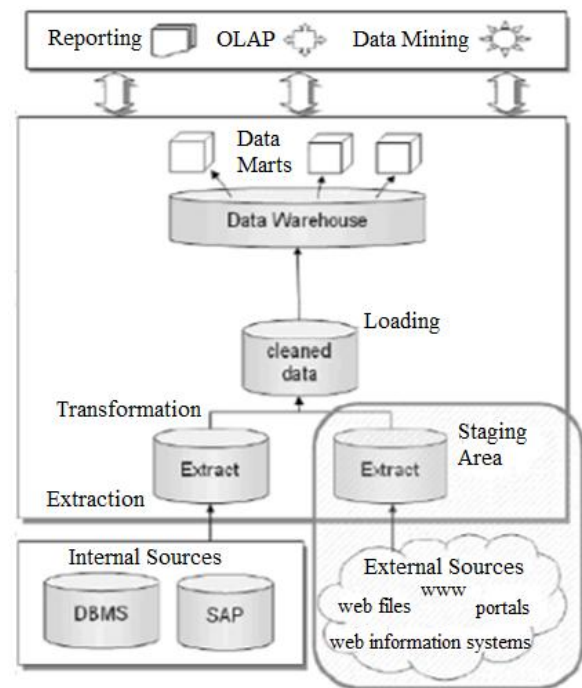 Reporting OLAP Data Mining
Data
Marts
Data Warehouse
Loading
cleaned
data
Transformation
Staging
Area
Extract
Extract
Extraction
Internal Sources
External Sources
www
DBMS
SAP
web files
portals
web information systems